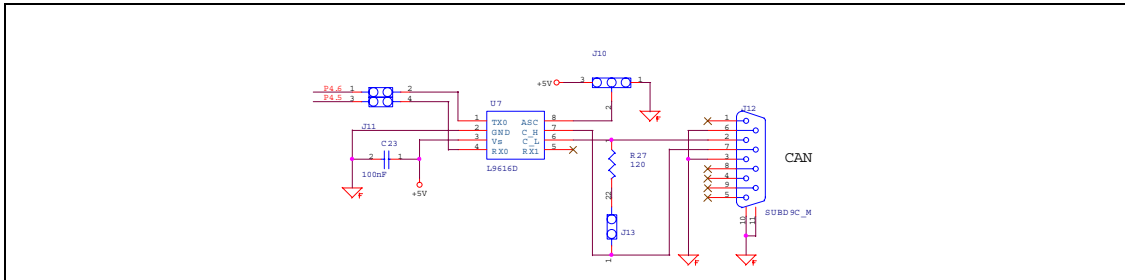 J10
+5V 3 1
P4.6 1 2
P4.5 3 4
2
U7
J11
1 TX0 ASC 8
2 GND C_H 7
3 Vs C_L 6
4 RX0 RX1 5
L9616D
C23
2 1
100nF
+5V
F
F
R27
120
22
J13
1
J12
1
6
2
7
3
8
4
9
5
CAN
SUBD9C_M
10
11
F
F